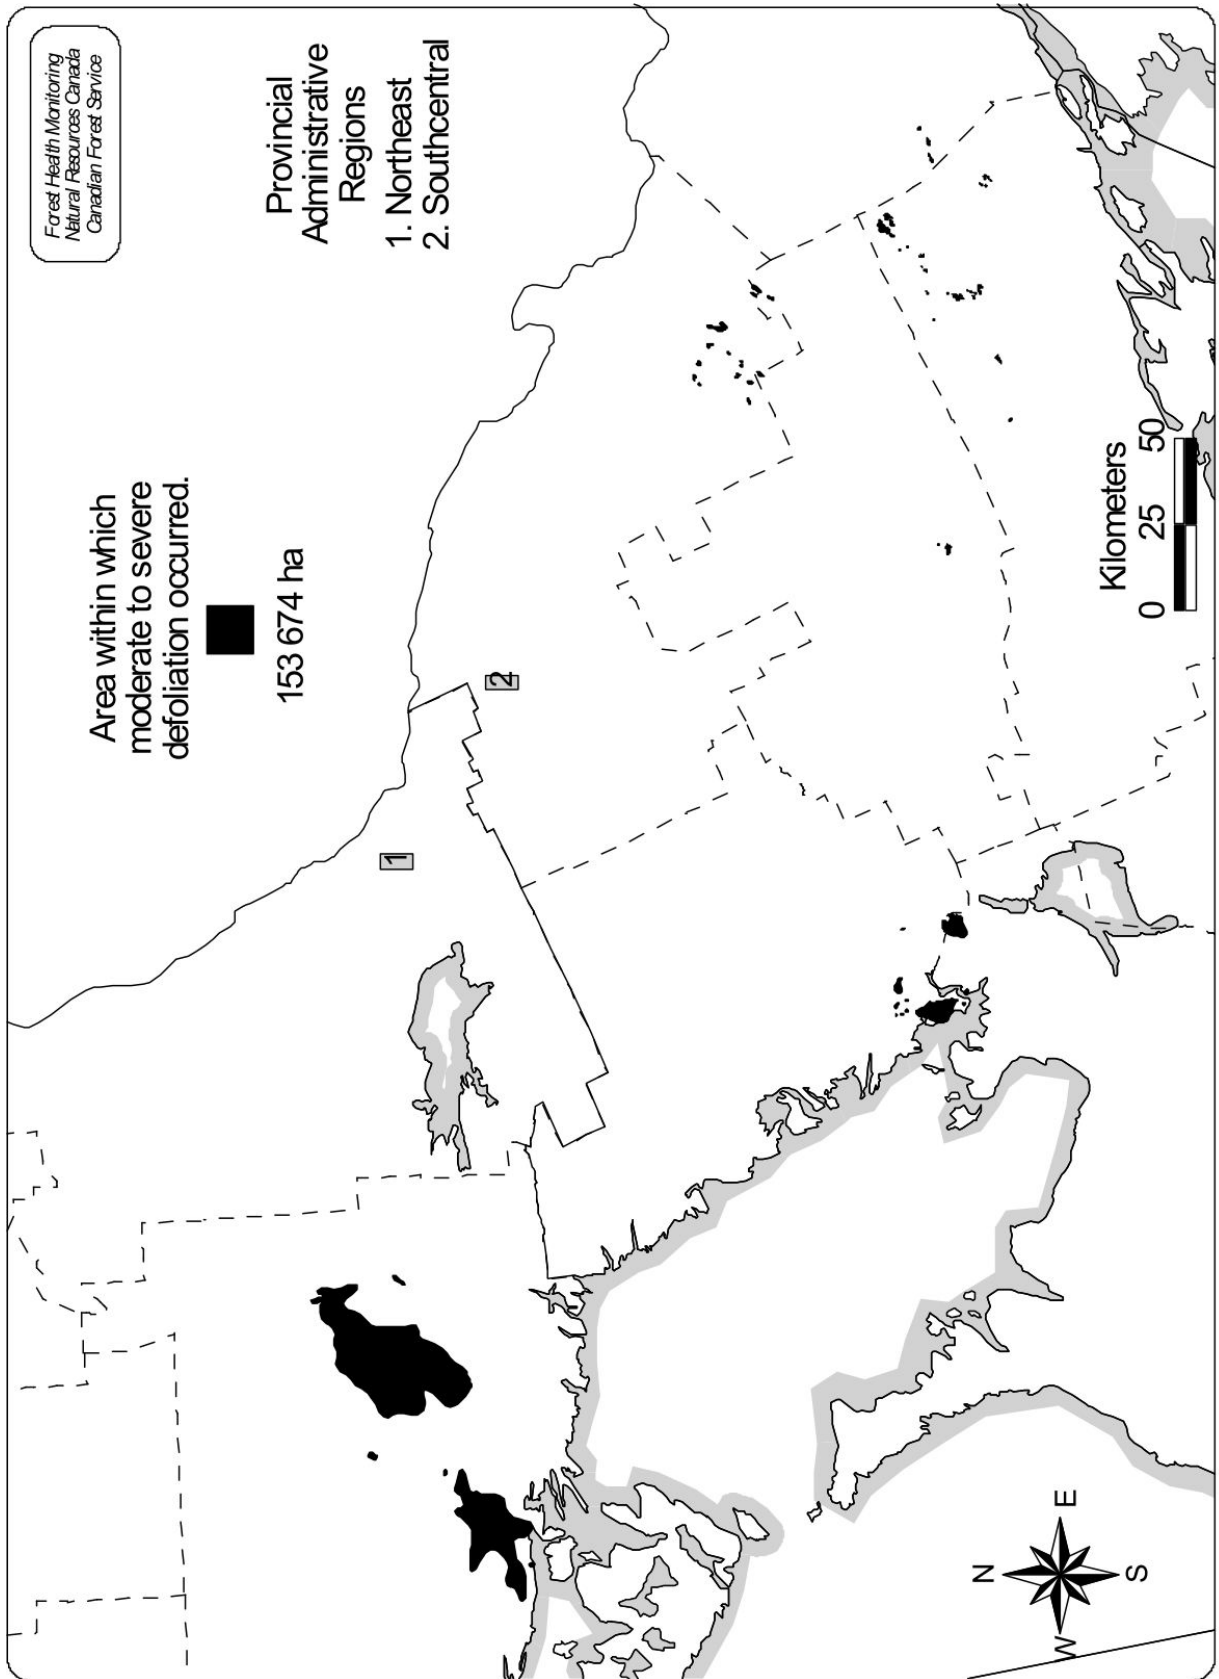 Area within which
moderate to severe
defoliation occurred.
153 674 ha
Forest Health Monitoring
Natural Resources Canada
Canadian Forest Service
Provincial
Administrative
Regions
1. Northeast
2. Southcentral
1
2
N
W
E
S
Kilometers
0 25 50